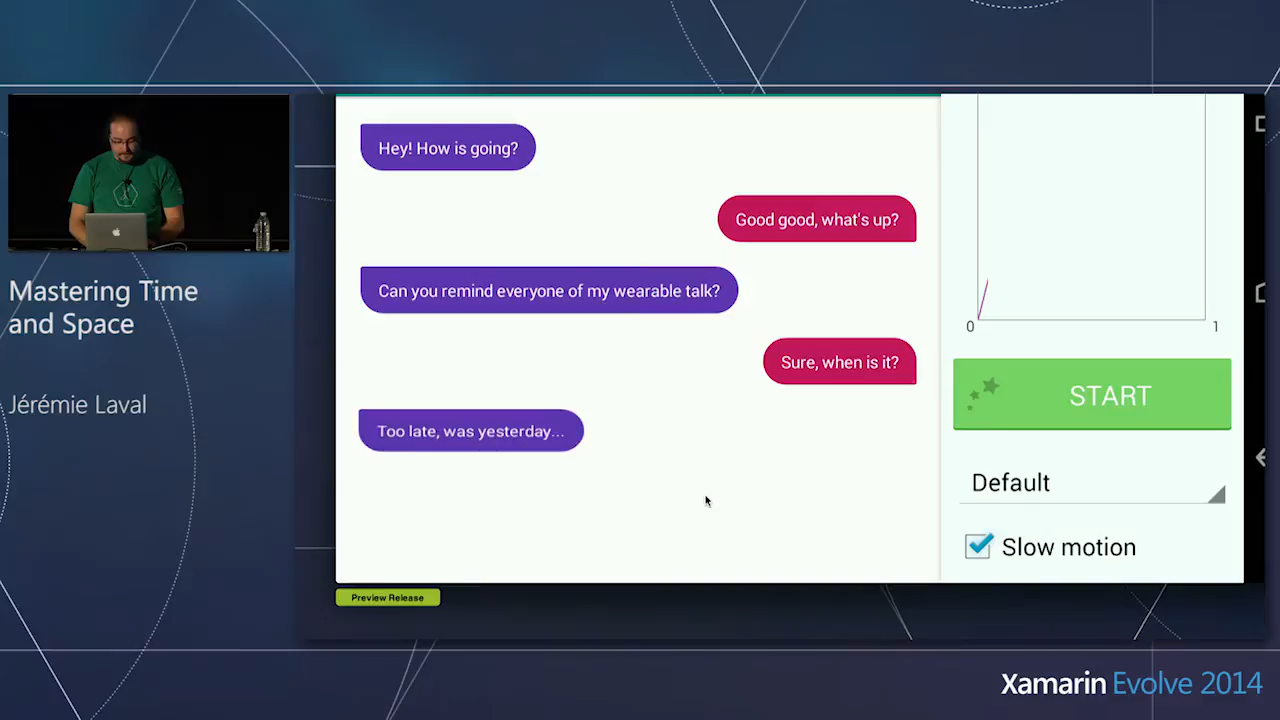 Mastering Time
and Space
Jérémie Laval
Hey! How is going?
Good good, what's up?
Can you remind everyone of my wearable talk?
Sure, when is it?
Too late, was yesterday...
0
1
START
Default
Slow motion
Preview Release
Xamarin Evolve 2014